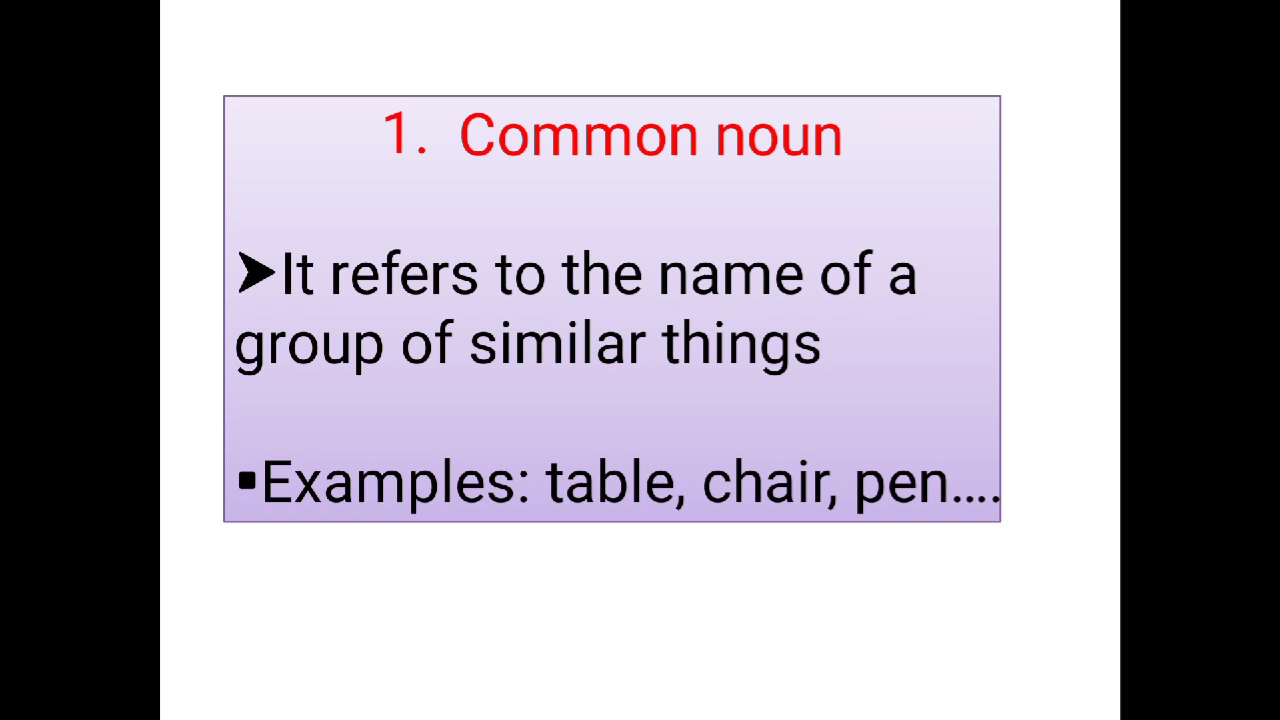 1. Common noun
➤It refers to the name of a
group of similar things
▪Examples: table, chair, pen....